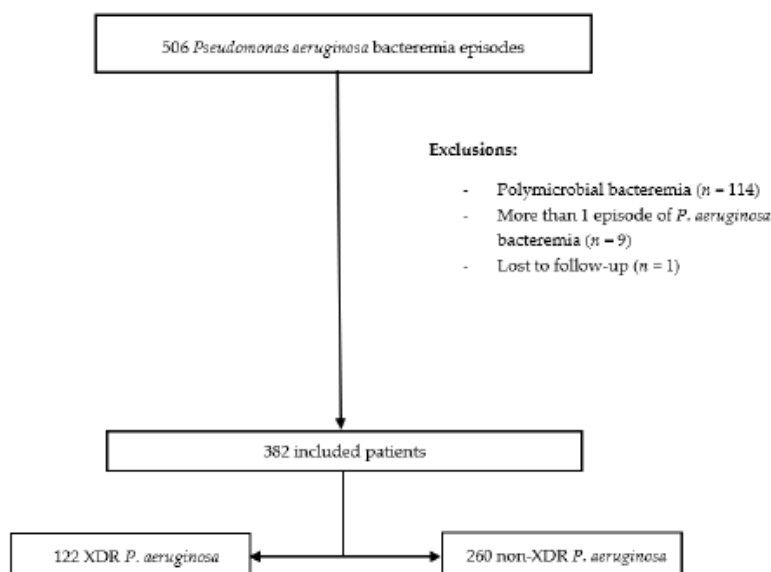 506 Pseudomonas aeruginosa bacteremia episodes
Exclusions:
- Polymicrobial bacteremia (n = 114)
- More than 1 episode of P. aeruginosa
bacteremia (n = 9)
- Lost to follow-up (n = 1)
382 included patients
122 XDR P. aeruginosa
260 non-XDR P. aeruginosa